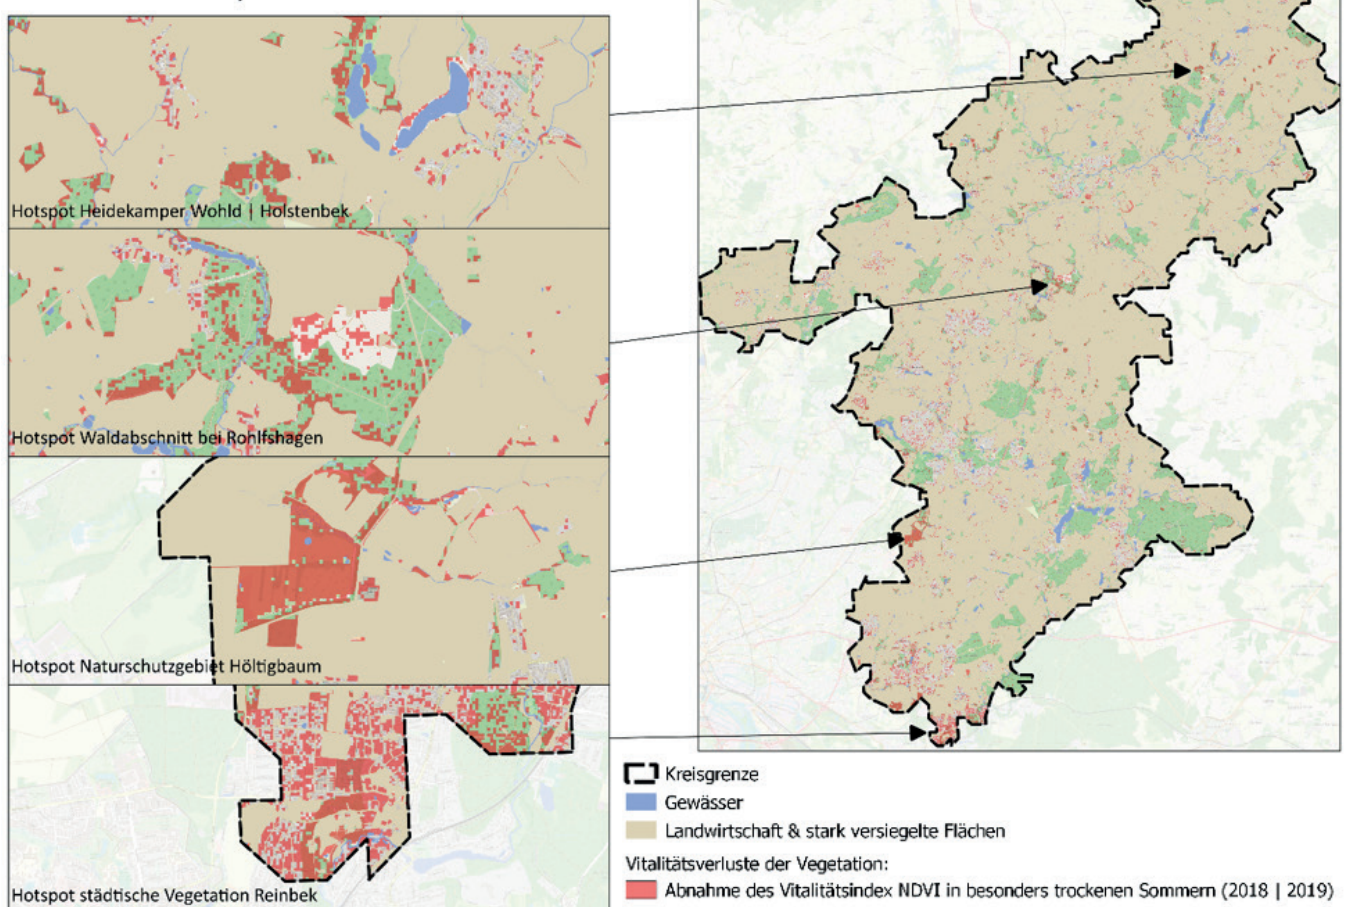 Hotspot Heidekamper Wohld | Holstenbek
Hotspot Waldabschnitt bei Rohlfshagen
Hotspot Naturschutzgebiet Höltigbaum
Hotspot städtische Vegetation Reinbek
Kreisgrenze
Gewässer
Landwirtschaft & stark versiegelte Flächen
Vitalitätsverluste der Vegetation:
Abnahme des Vitalitätsindex NDVI in besonders trockenen Sommern (2018 | 2019)